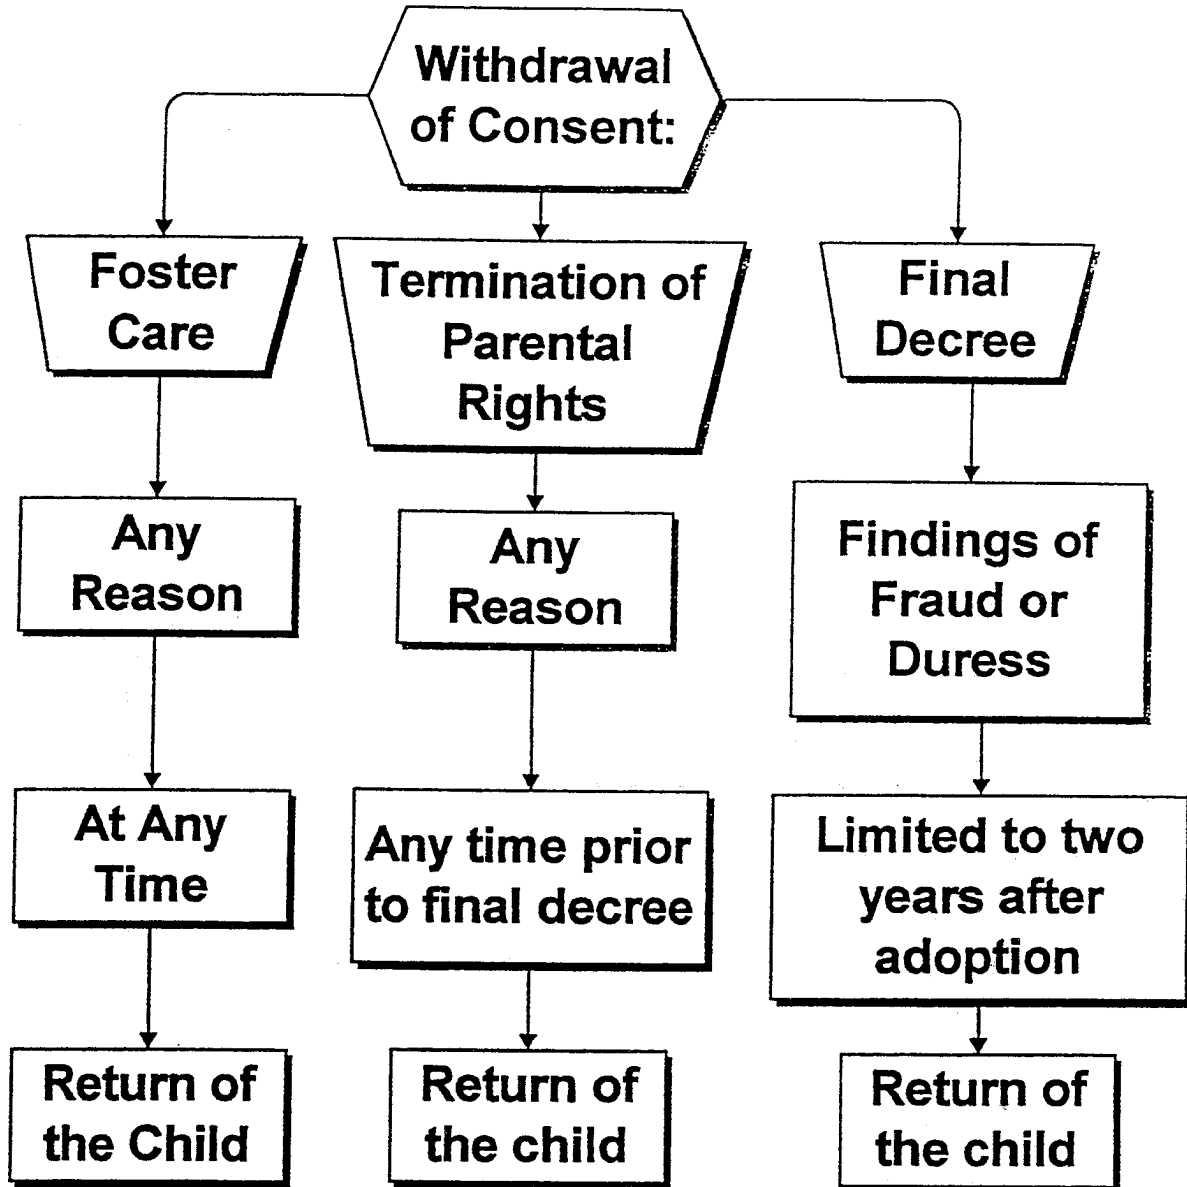 Withdrawal
of Consent:
Foster
Care
Any
Reason
At Any
Time
Return of
the Child
Termination of
Parental
Rights
Any
Reason
Any time prior
to final decree
Return of
the child
Final
Decree
Findings of
Fraud or
Duress
Limited to two
years after
adoption
Return of
the child